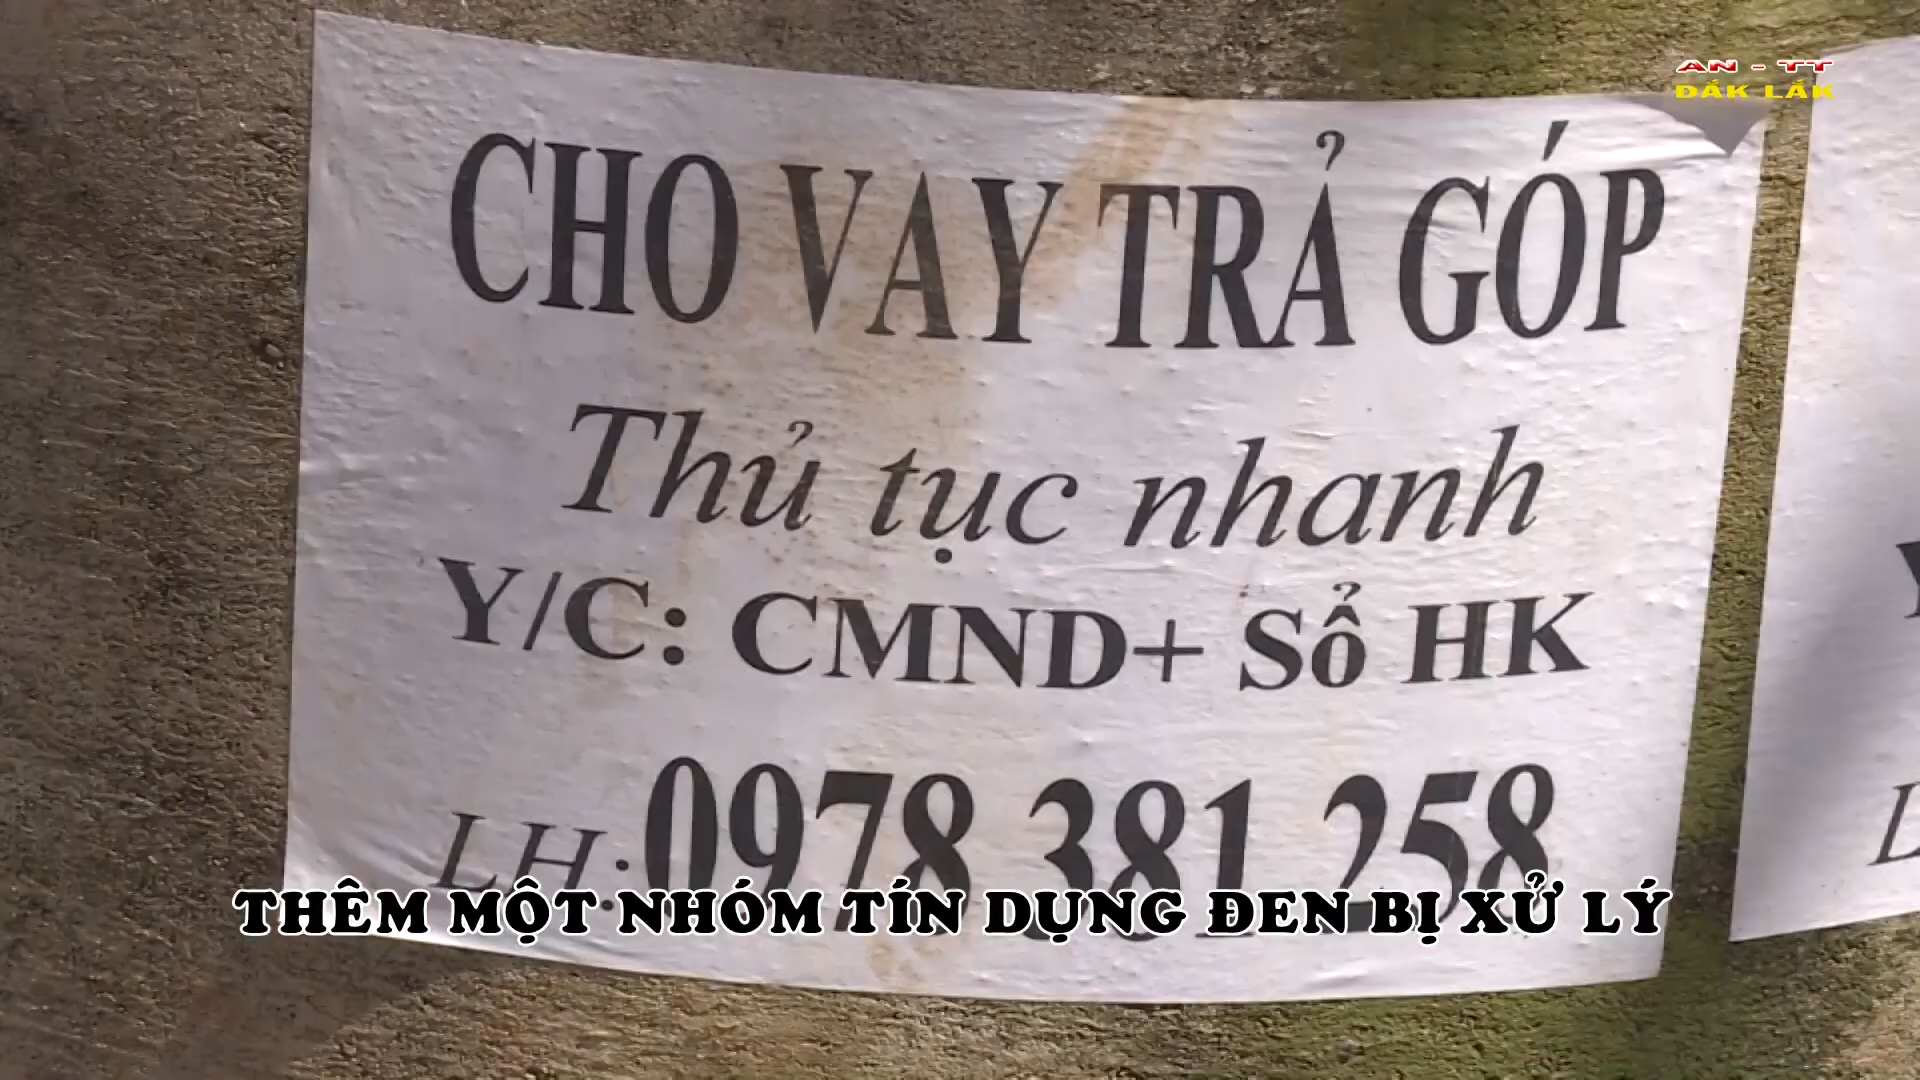 AN - TT
ĐẮK LẮK
CHO VAY TRẢ GÓP
Thủ tục nhanh
Y/C: CMND+ Sổ HK
LH: 0978 381 258
THÊM MỘT NHÓM TÍN DỤNG ĐEN BỊ XỬ LÝ